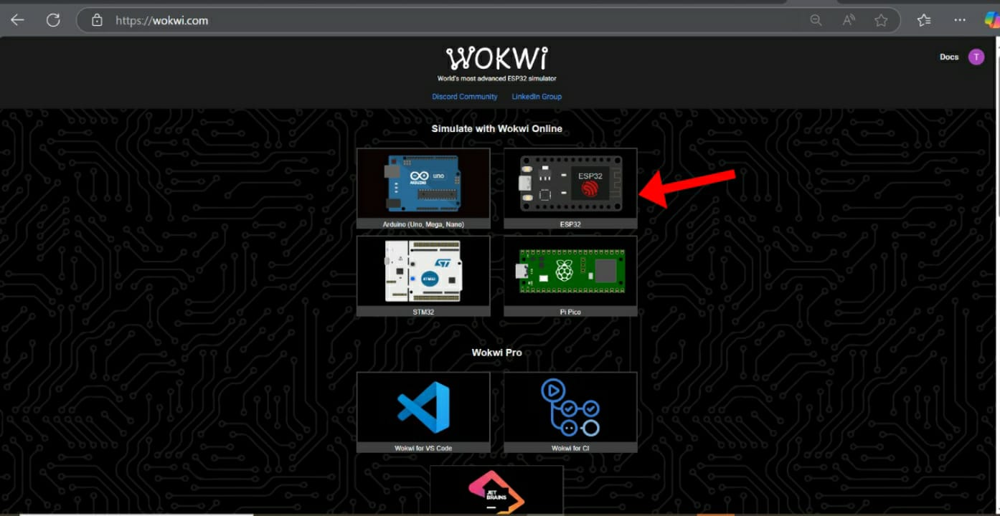 https://wokwi.com
WOKWi
World's most advanced ESP32 simulator
Docs
T
Discord Community
LinkedIn Group
Simulate with Wokwi Online
UNO
ARDUINO
ESP32
Arduino (Uno, Mega, Nano)
ESP32
ST
STM32
STM32
Pi Pico
Wokwi Pro
Wokwi for VS Code
Wokwi for CI
JET
BRAINS